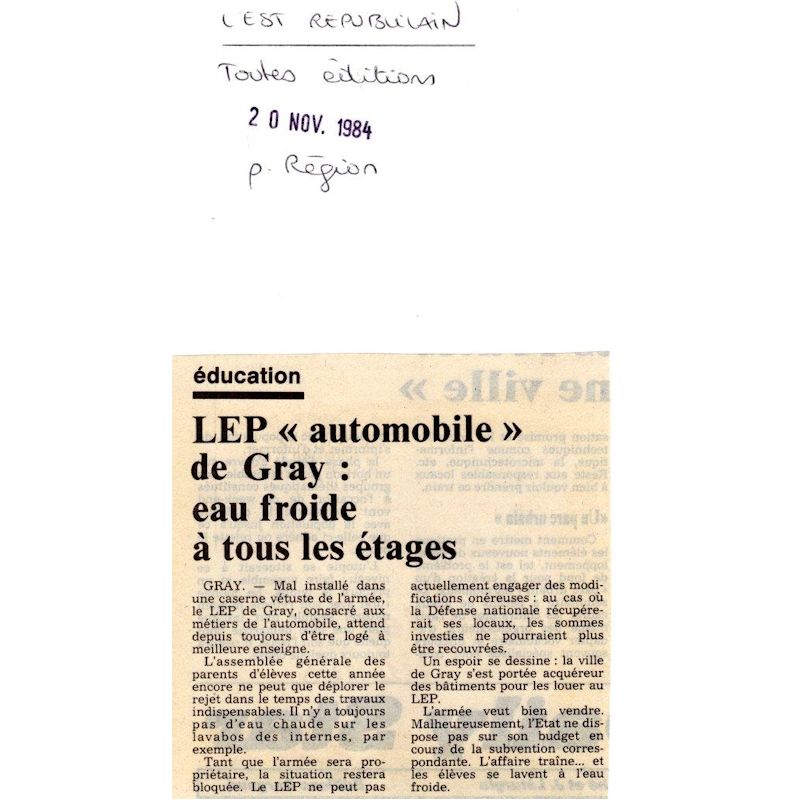 L'EST REPUBLICAIN
Toutes éditions
20 NOV. 1984
p. Région
éducation
LEP « automobile »
de Gray :
eau froide
à tous les étages
GRAY. — Mal installé dans
une caserne vétuste de l'armée,
le LEP de Gray, consacré aux
métiers de l'automobile, attend
depuis toujours d'être logé à
meilleure enseigne.
L'assemblée générale des
parents d'élèves cette année
encore ne peut que déplorer le
rejet dans le temps des travaux
indispensables. Il n'y a toujours
pas d'eau chaude sur les
lavabos des internes, par
exemple.
Tant que l'armée sera pro-
priétaire, la situation restera
bloquée. Le LEP ne peut pas
actuellement engager des modi-
fications onéreuses : au cas où
la Défense nationale récupére-
rait ses locaux, les sommes
investies ne pourraient plus
être recouvrées.
Un espoir se dessine : la ville
de Gray s'est portée acquéreur
des bâtiments pour les louer au
LEP.
L'armée veut bien vendre.
Malheureusement, l'Etat ne dis-
pose pas sur son budget en
cours de la subvention corres-
pondante. L'affaire traîne... et
les élèves se lavent à l'eau
froide.